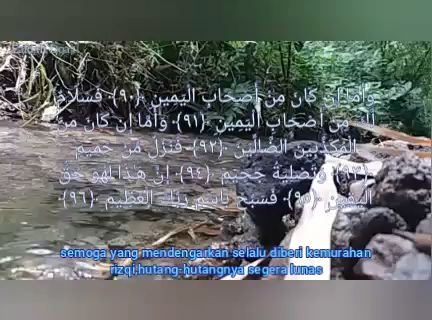 وَأَمَّا إِن كَانَ مِنْ أَصْحَابِ الْيَمِينِ ﴿٩٠﴾ فَسَلَامٌ
لَّكَ مِنْ أَصْحَابِ الْيَمِينِ ﴿٩١﴾ وَأَمَّا إِن كَانَ مِنَ
الْمُكَذِّبِينَ الضَّالِّينَ ﴿٩٢﴾ فَنُزُلٌ مِّنْ حَمِيمٍ
﴿٩٣﴾ وَتَصْلِيَةُ جَحِيمٍ ﴿٩٤﴾ إِنَّ هَٰذَا لَهُوَ حَقُّ
الْيَقِينِ ﴿٩٥﴾ فَسَبِّحْ بِاسْمِ رَبِّكَ الْعَظِيمِ ﴿٩٦﴾
semoga yang mendengarkan selalu diberi kemurahan
rizqi,hutang-hutangnya segera lunas